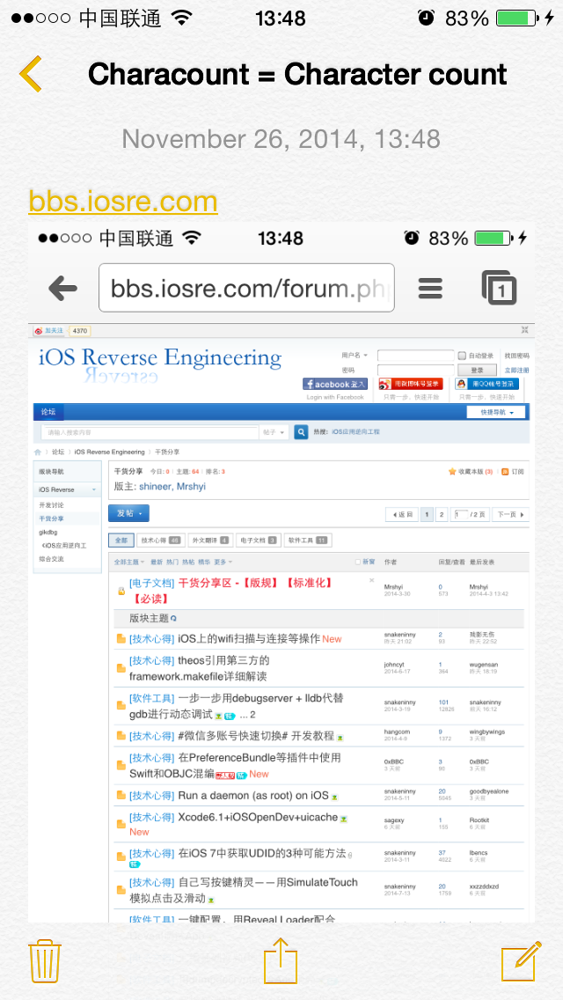 中国联通 13:48 83%
Characount = Character count
November 26, 2014, 13:48
bbs.iosre.com
中国联通 13:48 83%
bbs.iosre.com/forum.ph
1
加关注 4370
iOS Reverse Engineering
用户名 自动登录 找回密码
密码 登录 立即注册
facebook登入 用微博帐号登录 用QQ帐号登录
Login with Facebook 只需一步,快速开始 只需一步,快速开始
论坛 快捷导航
请输入搜索内容 帖子 热搜: iOS应用逆向工程
论坛 iOS Reverse Engineering 干货分享
版块导航
iOS Reverse
开发讨论
干货分享
gikdbg
《iOS应用逆向工
综合交流
干货分享 今日: 0 主题: 64 排名: 3 收藏本版 (3) 订阅
版主: shineer, Mrshyi
发帖 返回 1 2 1 / 2 页 下一页
全部 技术心得 46 外文翻译 4 电子文档 3 软件工具 11
全部主题 最新 热门 热帖 精华 更多 新窗 作者 回复/查看 最后发表
[电子文档] 干货分享区 -【版规】【标准化】
【必读】
Mrshyi 0 Mrshyi
2014-3-30 573 2014-4-3 13:42
版块主题
[技术心得] iOS上的wifi扫描与连接等操作 New
snakeninny 2 陆影无伤
昨天 21:02 93 昨天 22:52
[技术心得] theos引用第三方的
framework.makefile详细解读
johncyt 1 wugensan
2014-6-17 364 昨天 18:19
[软件工具] 一步一步用debugserver + lldb代替
gdb进行动态调试 ... 2
snakeninny 101 snakeninny
2014-3-19 12926 昨天 16:12
[技术心得] #微信多账号快速切换# 开发教程
hangcom 9 wingbywings
2014-4-9 1372 3 天前
[技术心得] 在PreferenceBundle等插件中使用
Swift和OBJC混编 New
0xBBC 3 0xBBC
3 天前 90 3 天前
[技术心得] Run a daemon (as root) on iOS
snakeninny 20 goodbyealone
2014-5-11 5045 3 天前
[技术心得] Xcode6.1+iOSOpenDev+uicache
New
sagexy 1 Rootkit
6 天前 155 6 天前
[技术心得] 在iOS 7中获取UDID的3种可能方法
snakeninny 37 lbencs
2014-3-11 4022 6 天前
[技术心得] 自己写按键精灵——用SimulateTouch
模拟点击及滑动
snakeninny 20 xxzzddxzd
2014-7-13 1759 6 天前
[软件工具] 一键配置，用Reveal Loader配合